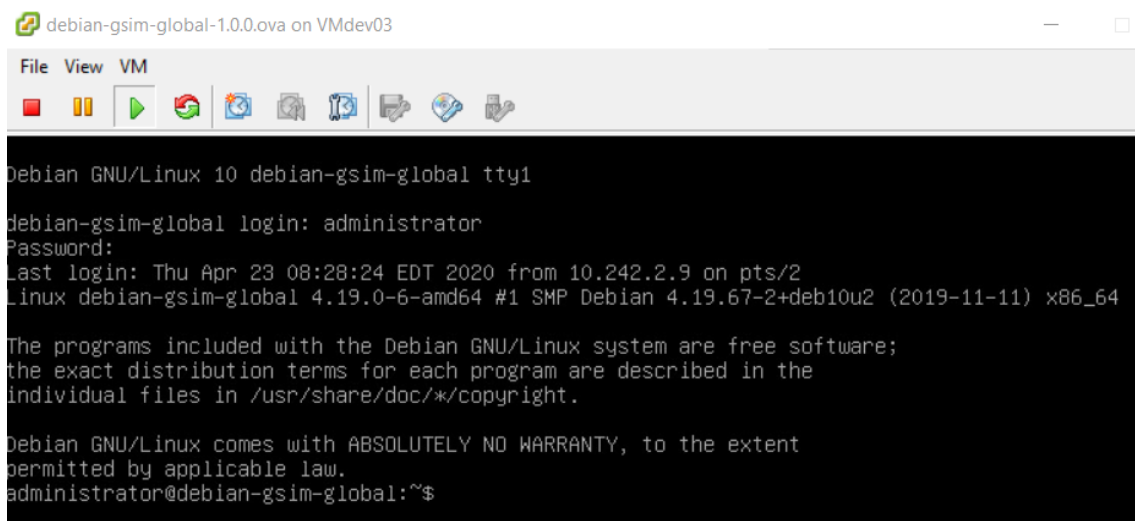 debian-gsim-global-1.0.0.ova on VMdev03
File View VM
Debian GNU/Linux 10 debian-gsim-global tty1
debian-gsim-global login: administrator
Password:
Last login: Thu Apr 23 08:28:24 EDT 2020 from 10.242.2.9 on pts/2
Linux debian-gsim-global 4.19.0-6-amd64 #1 SMP Debian 4.19.67-2+deb10u2 (2019-11-11) x86_64
The programs included with the Debian GNU/Linux system are free software;
the exact distribution terms for each program are described in the
individual files in /usr/share/doc/*/copyright.
Debian GNU/Linux comes with ABSOLUTELY NO WARRANTY, to the extent
permitted by applicable law.
administrator@debian-gsim-global:~$